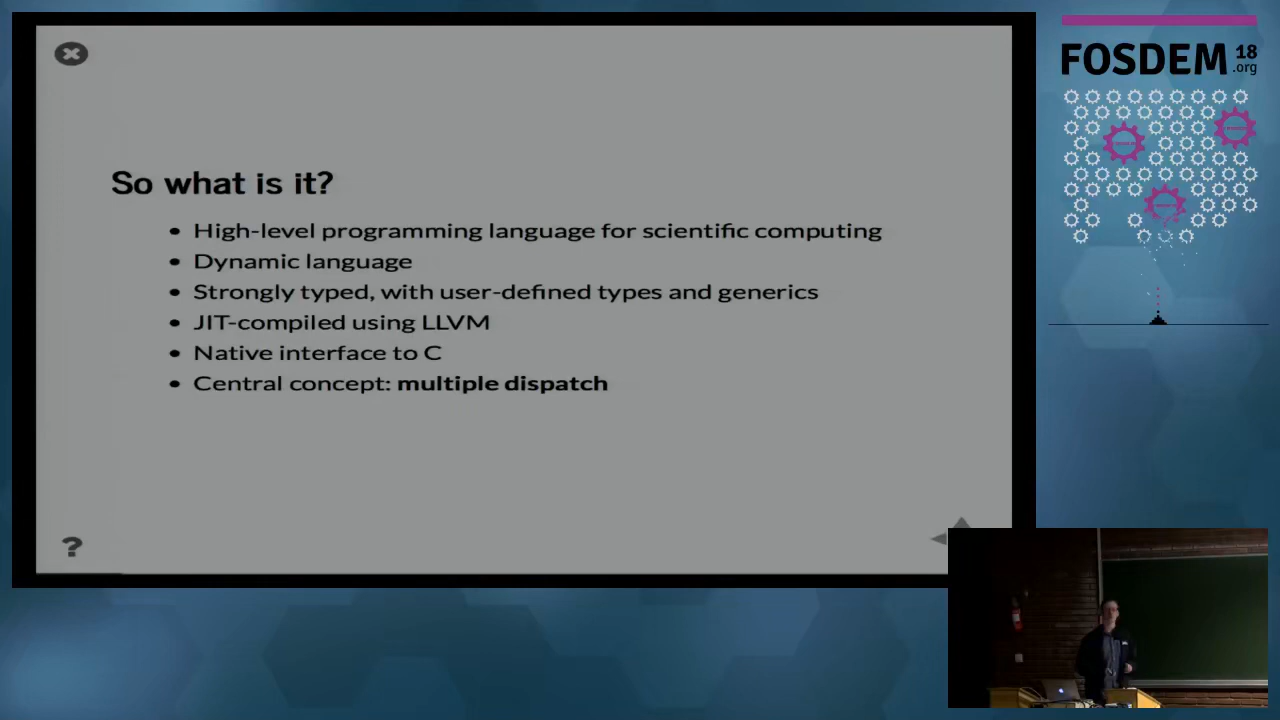 So what is it?
High-level programming language for scientific computing
Dynamic language
Strongly typed, with user-defined types and generics
JIT-compiled using LLVM
Native interface to C
Central concept: multiple dispatch
?
FOSDEM 18
.org